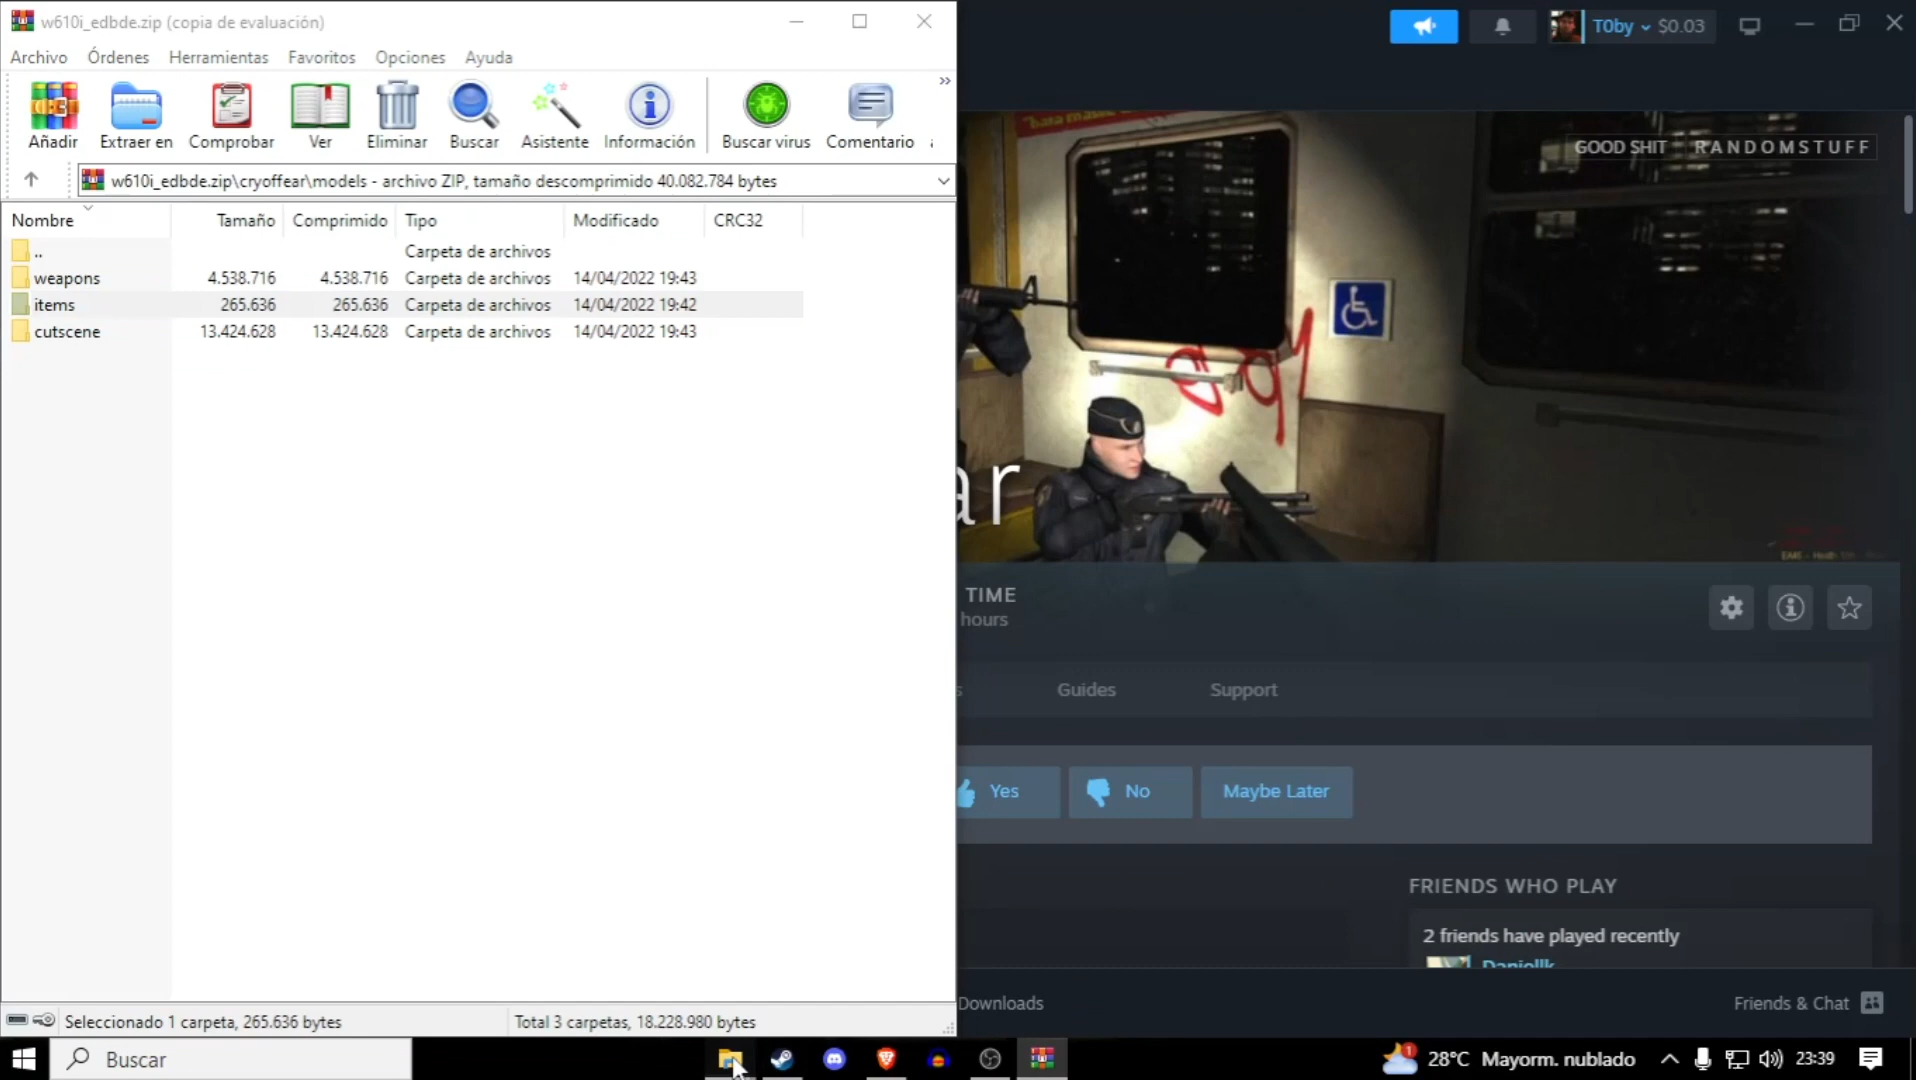 w610i_edbde.zip (copia de evaluación)
Archivo Órdenes Herramientas Favoritos Opciones Ayuda
Añadir Extraer en Comprobar Ver Eliminar Buscar Asistente Información Buscar virus Comentario
w610i_edbde.zip\cryoffear\models - archivo ZIP, tamaño descomprimido 40.082.784 bytes
Nombre Tamaño Comprimido Tipo Modificado CRC32
.. Carpeta de archivos
weapons 4.538.716 4.538.716 Carpeta de archivos 14/04/2022 19:43
items 265.636 265.636 Carpeta de archivos 14/04/2022 19:42
cutscene 13.424.628 13.424.628 Carpeta de archivos 14/04/2022 19:43
Seleccionado 1 carpeta, 265.636 bytes
Total 3 carpetas, 18.228.980 bytes
T0by $0.03
GOOD SHIT RANDOMSTUFF
ar
TIME
hours
s Guides Support
Yes No Maybe Later
FRIENDS WHO PLAY
2 friends have played recently
Daniellk
Downloads
Friends & Chat
Buscar
1
28°C Mayorm. nublado
23:39